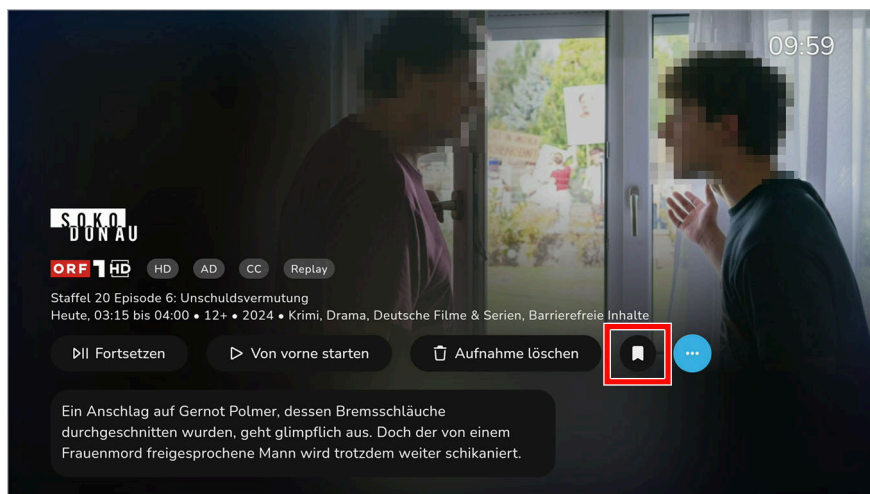 09:59
SOKO
DONAU
ORF 1 HD HD AD CC Replay
Staffel 20 Episode 6: Unschuldsvermutung
Heute, 03:15 bis 04:00 • 12+ • 2024 • Krimi, Drama, Deutsche Filme & Serien, Barrierefreie Inhalte
Fortsetzen Von vorne starten Aufnahme löschen
Ein Anschlag auf Gernot Polmer, dessen Bremsschläuche
durchgeschnitten wurden, geht glimpflich aus. Doch der von einem
Frauenmord freigesprochene Mann wird trotzdem weiter schikaniert.